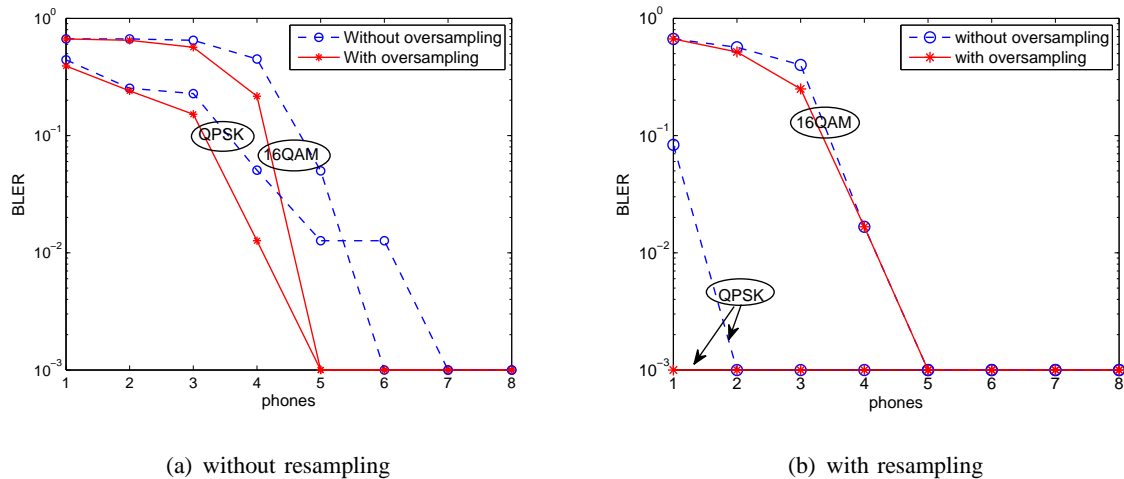 10^0
10^-1
10^-2
10^-3
BLER
1 2 3 4 5 6 7 8
phones
Without oversampling
With oversampling
QPSK
16QAM
(a) without resampling
10^0
10^-1
10^-2
10^-3
BLER
1 2 3 4 5 6 7 8
phones
without oversampling
with oversampling
16QAM
QPSK
(b) with resampling